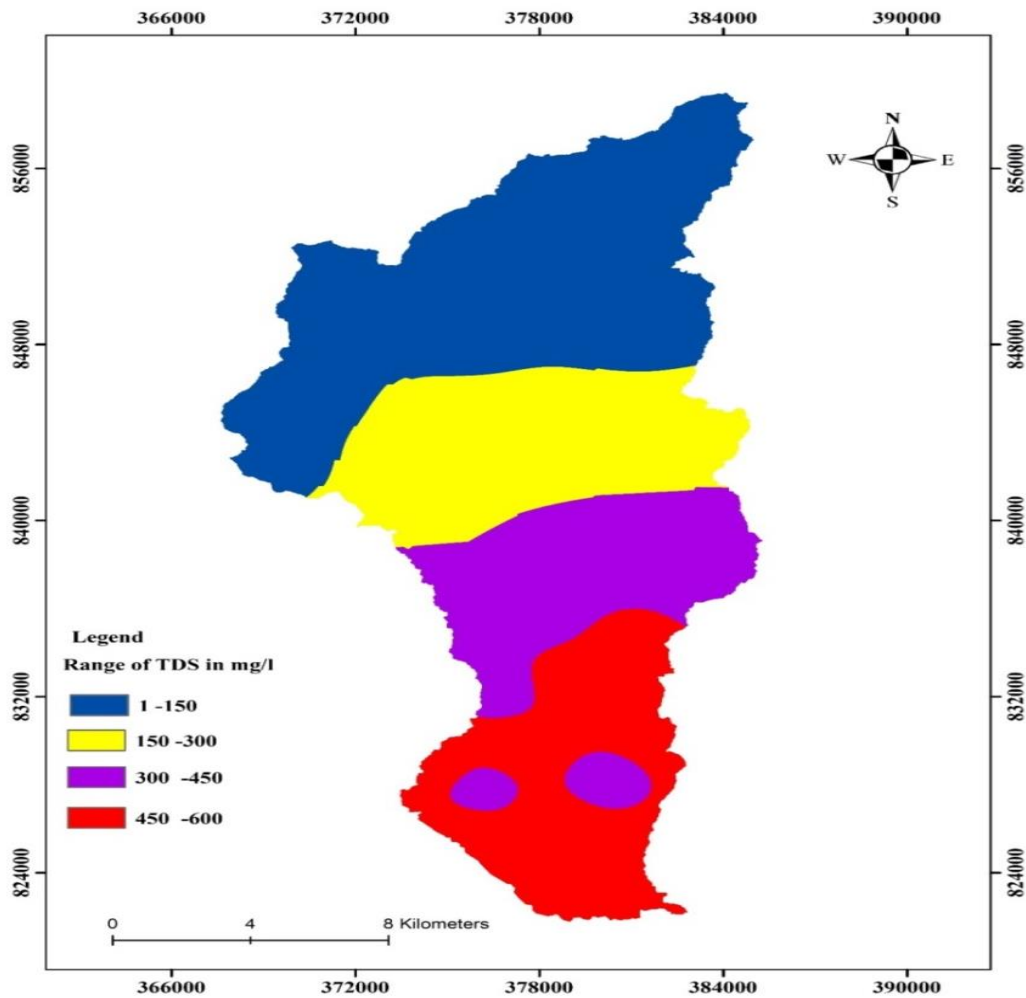 366000 372000 378000 384000 390000
N
W E
S
856000 856000
848000 848000
840000 840000
832000 832000
824000 824000
Legend
Range of TDS in mg/l
1 -150
150 -300
300 -450
450 -600
0 4 8 Kilometers
366000 372000 378000 384000 390000